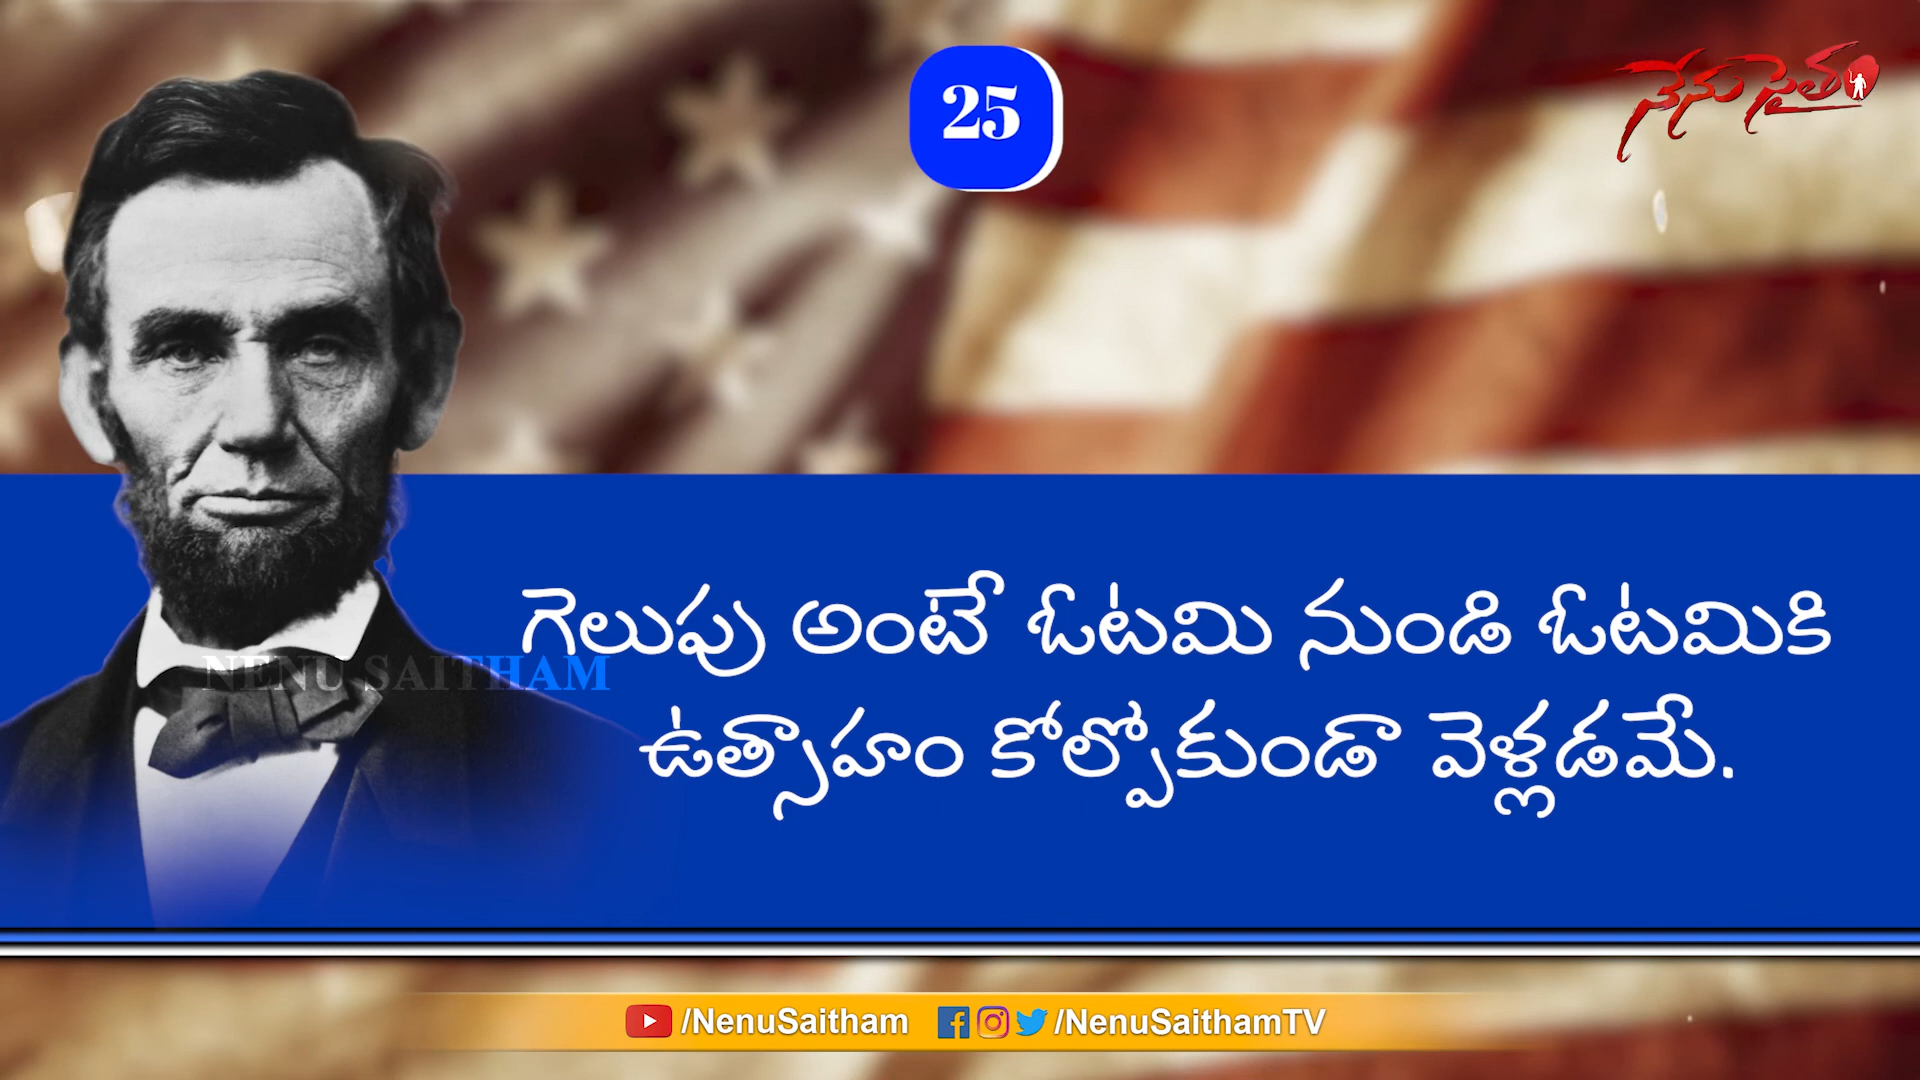 25
నేను సైతం
గెలుపు అంటే ఓటమి నుండి ఓటమికి
NENU SAITHAM
ఉత్సాహం కోల్పోకుండా వెళ్లడమే.
/NenuSaitham /NenuSaithamTV